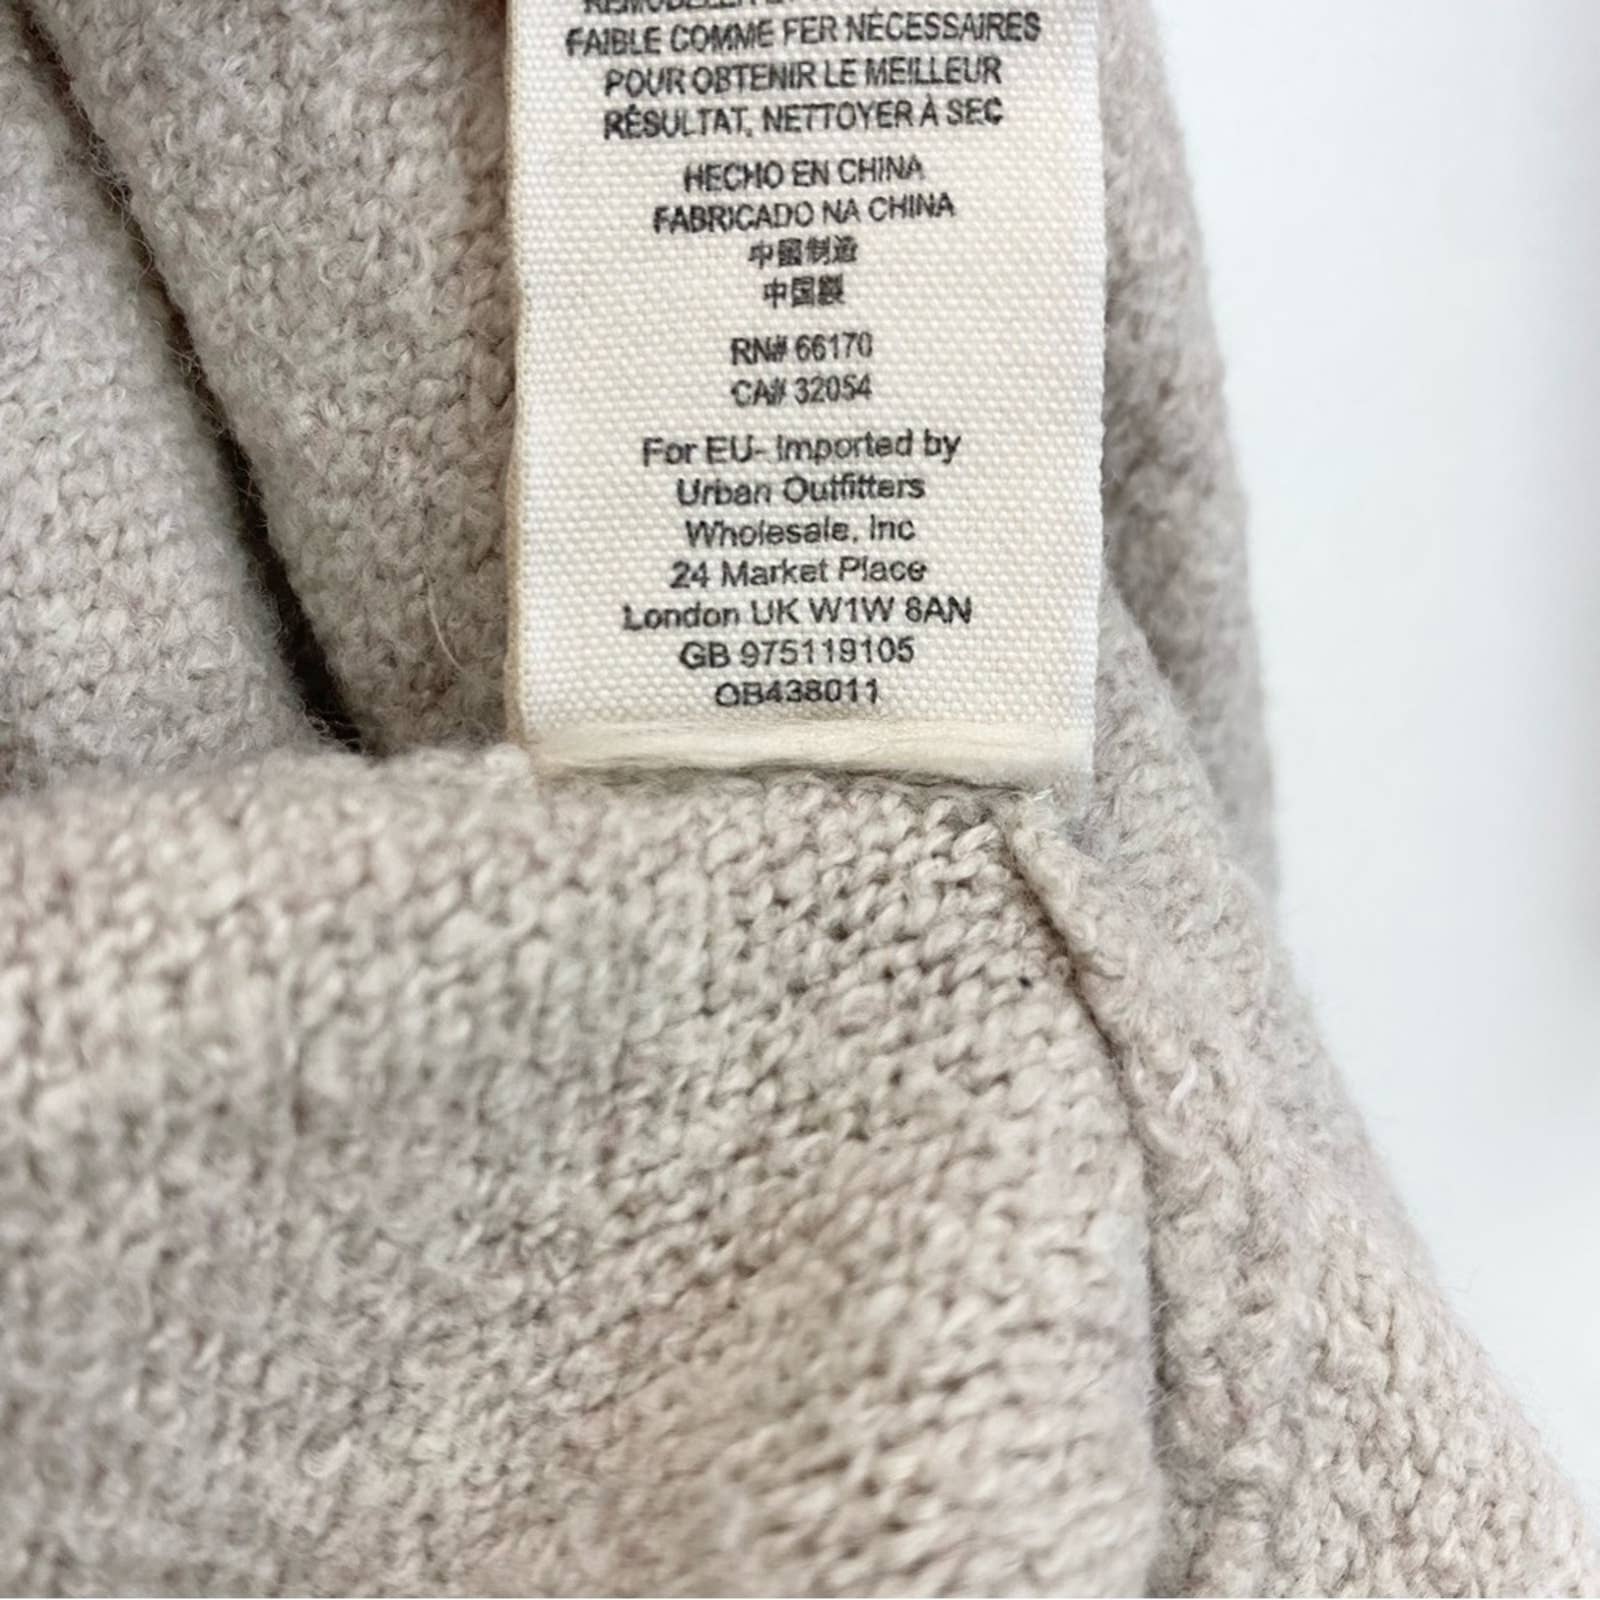 FAIBLE COMME FER NÉCESSAIRES
POUR OBTENIR LE MEILLEUR
RÉSULTAT, NETTOYER À SEC
HECHO EN CHINA
FABRICADO NA CHINA
中國制造
中国製
RN# 66170
CA# 32054
For EU- Imported by
Urban Outfitters
Wholesale, Inc
24 Market Place
London UK W1W 8AN
GB 975119105
OB438011